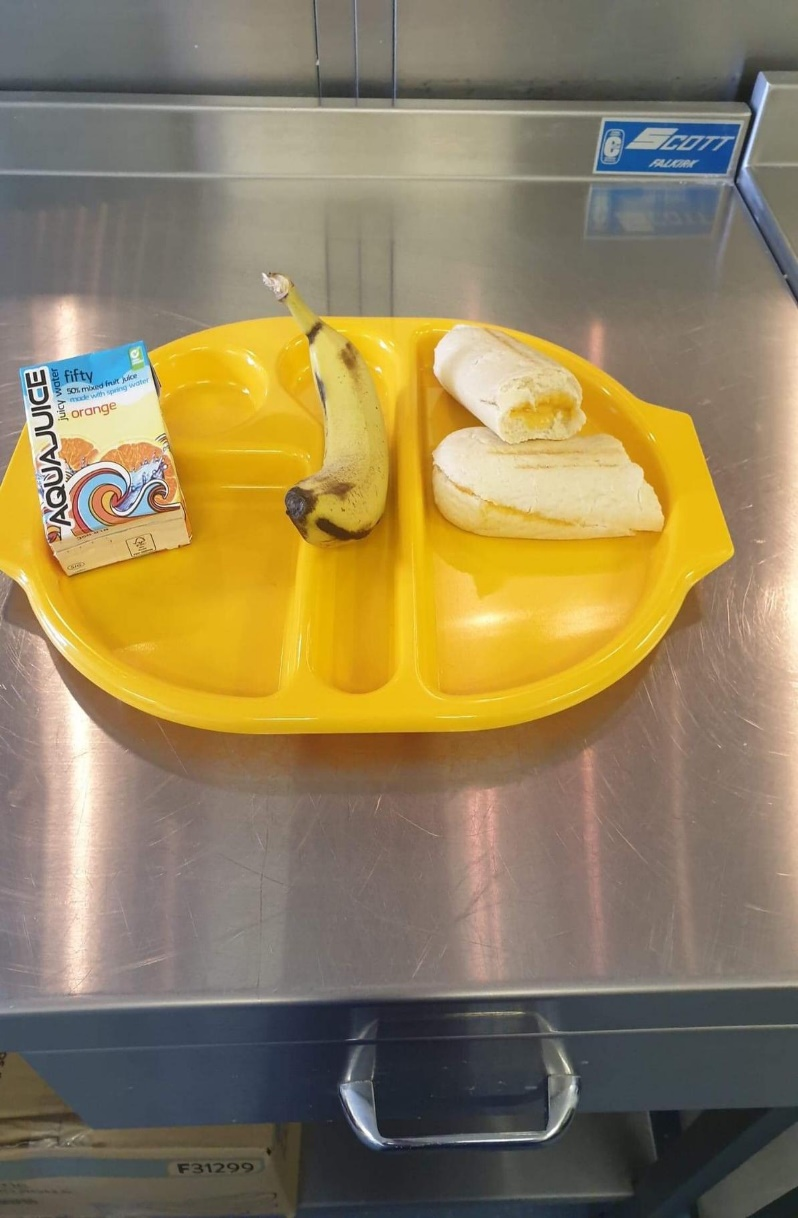 SCOTT
FALKIRK
AQUAJUICE
juicy water
fifty
50% mixed fruit juice
made with spring water
orange
F31299